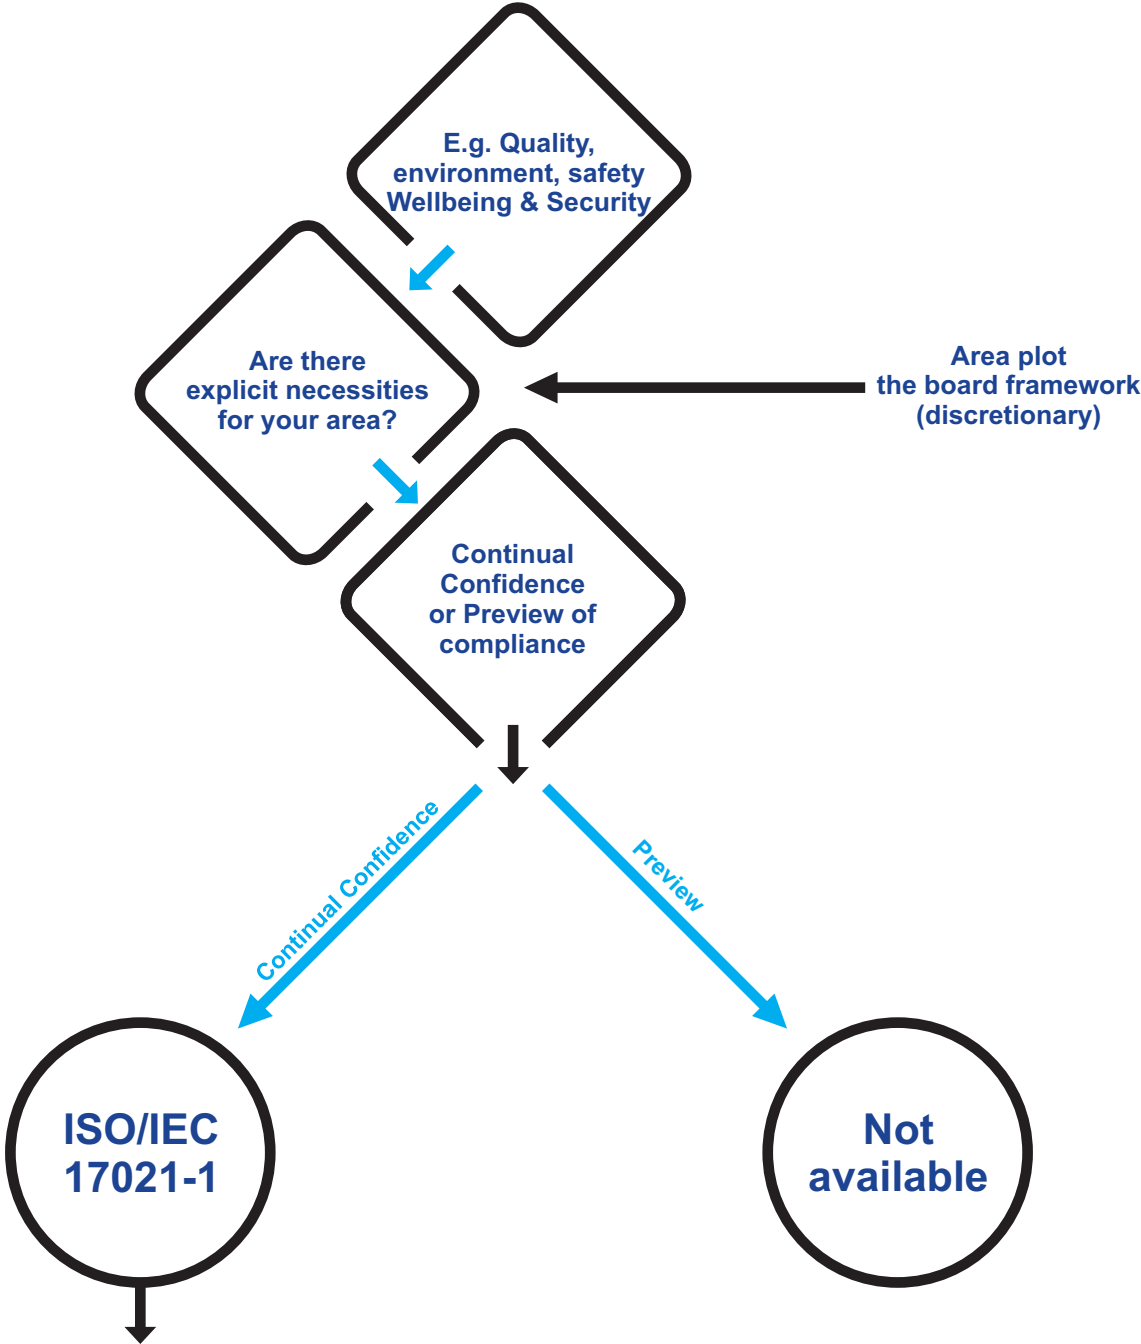 E.g. Quality,
environment, safety
Wellbeing & Security
Are there
explicit necessities
for your area?
Area plot
the board framework
(discretionary)
Continual
Confidence
or Preview of
compliance
Continual Confidence
Preview
ISO/IEC
17021-1
Not
available